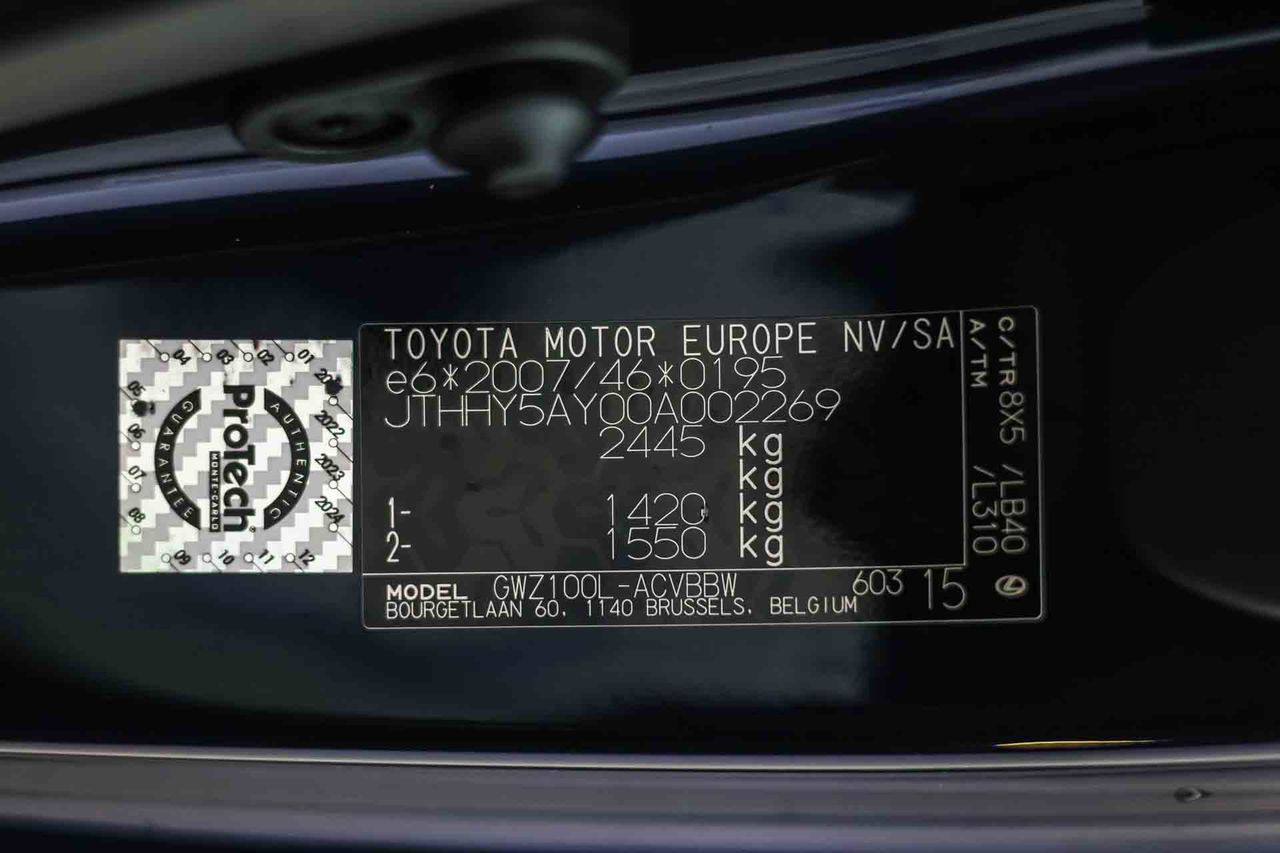 TOYOTA MOTOR EUROPE NV/SA
e6*2007/46*0195
JTHHY5AY00A002269
2445 kg
kg
1- 1420 kg
2- 1550 kg
MODEL GWZ100L-ACVBBW 603 15
BOURGETLAAN 60, 1140 BRUSSELS, BELGIUM
C/TR 8X5 /LB40
A/TM /L310
AUTHENTIC
ProTech®
MONTE-CARLO
GUARANTEE
01
02
03
04
05
06
07
08
09
10
11
12
2022
2023
2024